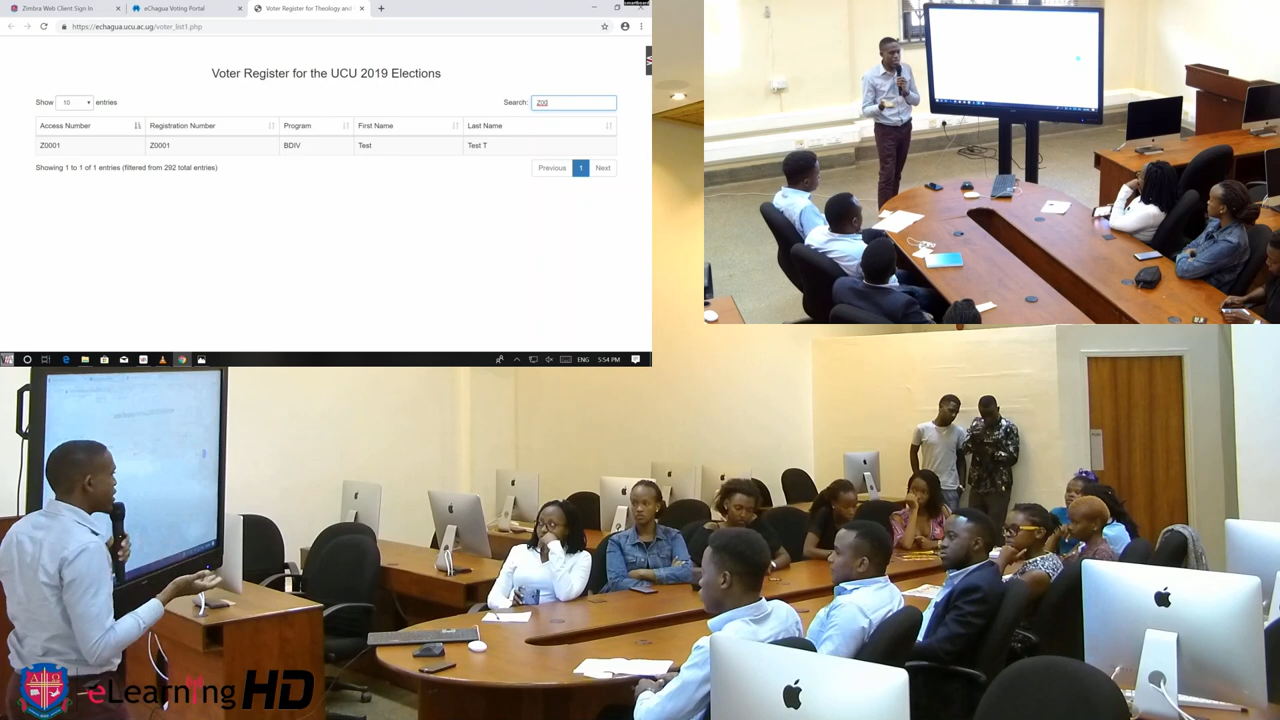 Zimbra Web Client Sign In
eChagua Voting Portal
Voter Register for Theology and
smartboard
https://echagua.ucu.ac.ug/voter_list1.php
Voter Register for the UCU 2019 Elections
Show 10 entries
Search: Z00
Access Number Registration Number Program First Name Last Name
Z0001 Z0001 BDIV Test Test T
Showing 1 to 1 of 1 entries (filtered from 292 total entries)
Previous 1 Next
ENG 5:54 PM
A Ω
eLearning HD